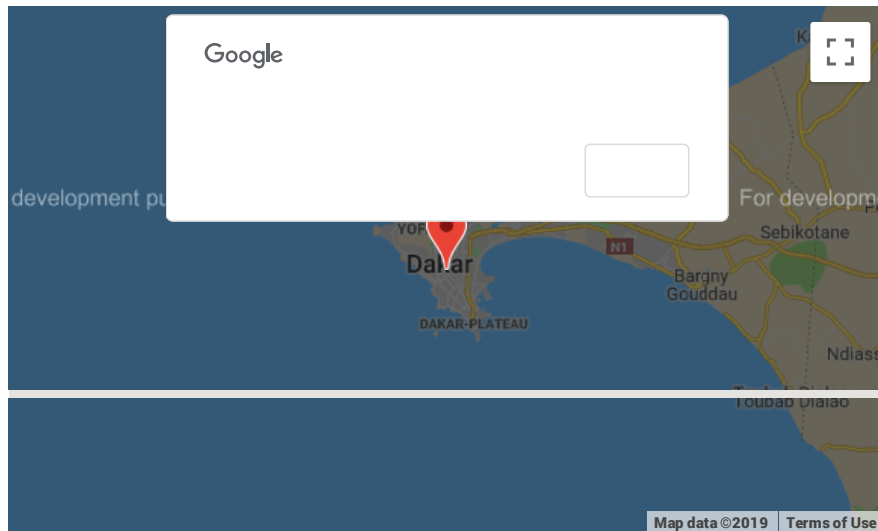 Google
development pu
For developm
YOF
Dakar
N1
Sebikotane
Bargny
Gouddau
DAKAR-PLATEAU
Ndiass
Toubab Dialao
Map data ©2019
Terms of Use